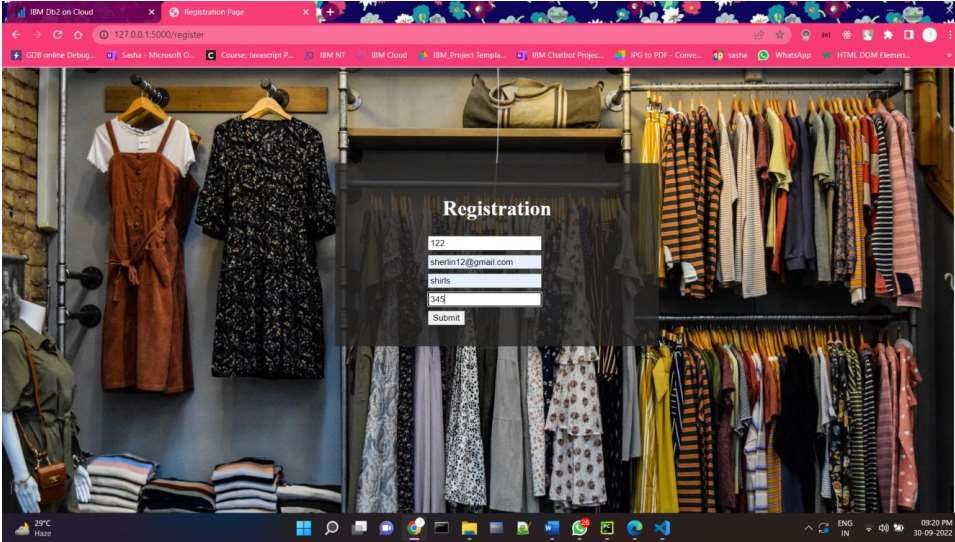 IBM Db2 on Cloud
Registration Page
127.0.0.1:5000/register
GDB online Debug...
Sasha - Microsoft O...
Course: Javascript P...
IBM NT
IBM Cloud
IBM_Project Templa...
IBM Chatbot Projec...
JPG to PDF - Conve...
sasha
WhatsApp
HTML DOM Elemen...
Registration
122
sherlin12@gmail.com
shirls
345
Submit
29°C
Haze
26
ENG
IN
09:20 PM
30-09-2022